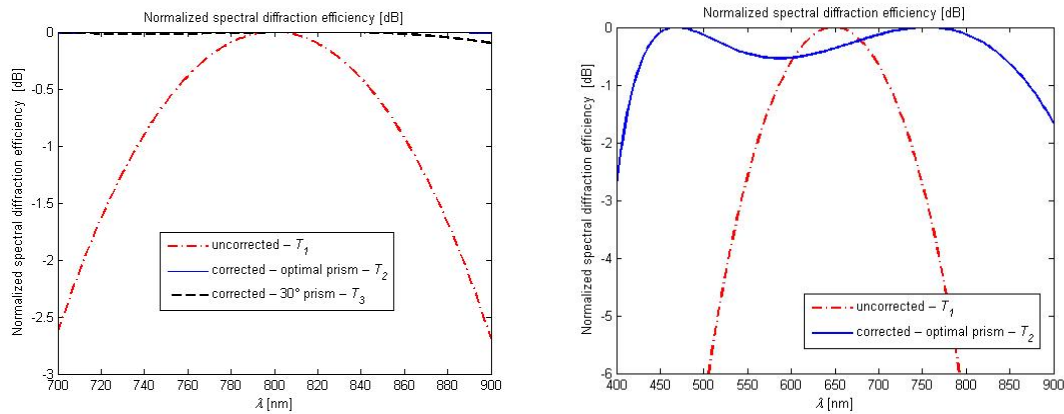 Normalized spectral diffraction efficiency [dB]
Normalized spectral diffraction efficiency [dB]
0
-0.5
-1
-1.5
-2
-2.5
-3
uncorrected – T1
corrected – optimal prism – T2
corrected – 30° prism – T3
700 720 740 760 780 800 820 840 860 880 900
λ [nm]
Normalized spectral diffraction efficiency [dB]
Normalized spectral diffraction efficiency [dB]
0
-1
-2
-3
-4
-5
-6
uncorrected – T1
corrected – optimal prism – T2
400 450 500 550 600 650 700 750 800 850 900
λ [nm]